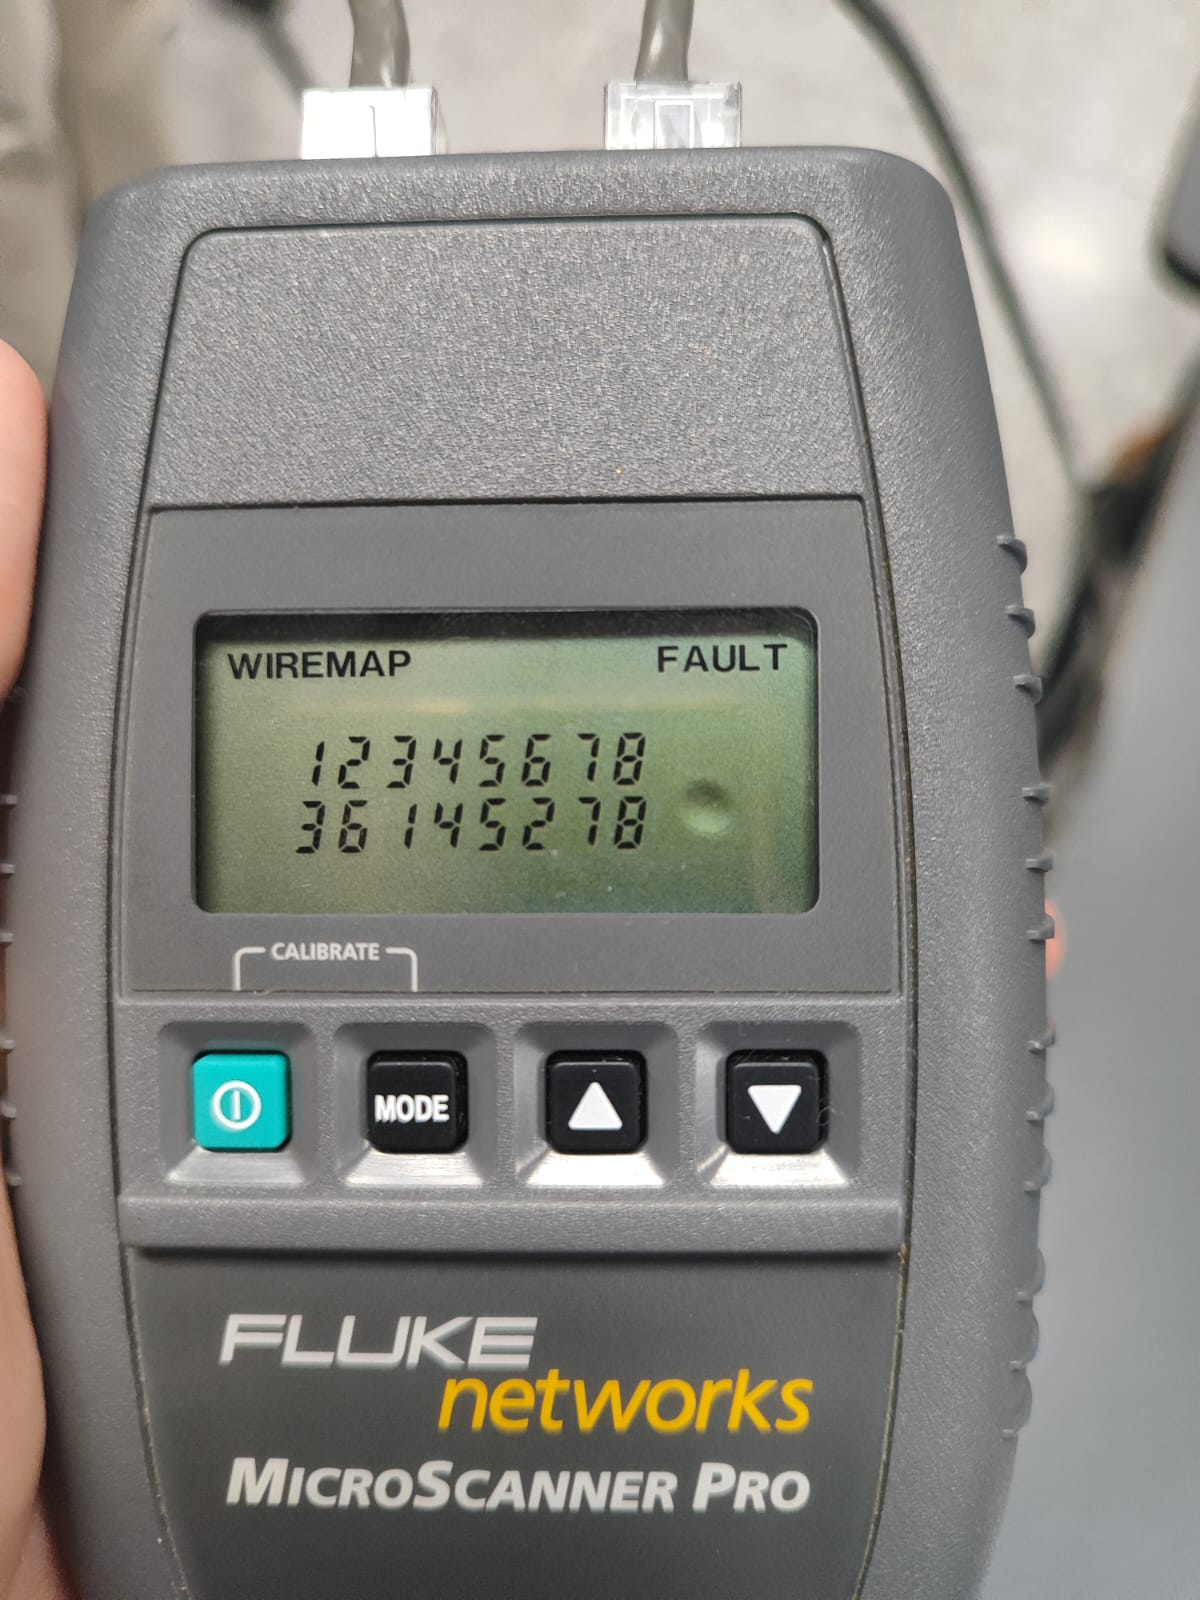 WIREMAP FAULT
12345678
36145278
CALIBRATE
MODE
FLUKE
networks
MICROSCANNER PRO